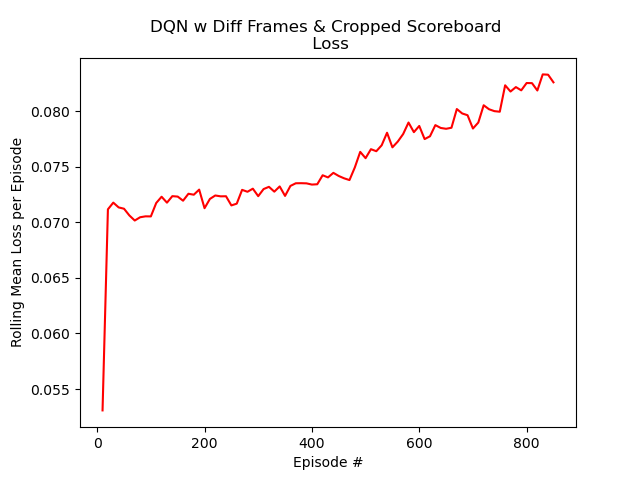 DQN w Diff Frames & Cropped Scoreboard
Loss
Rolling Mean Loss per Episode
0.080
0.075
0.070
0.065
0.060
0.055
0
200
400
600
800
Episode #